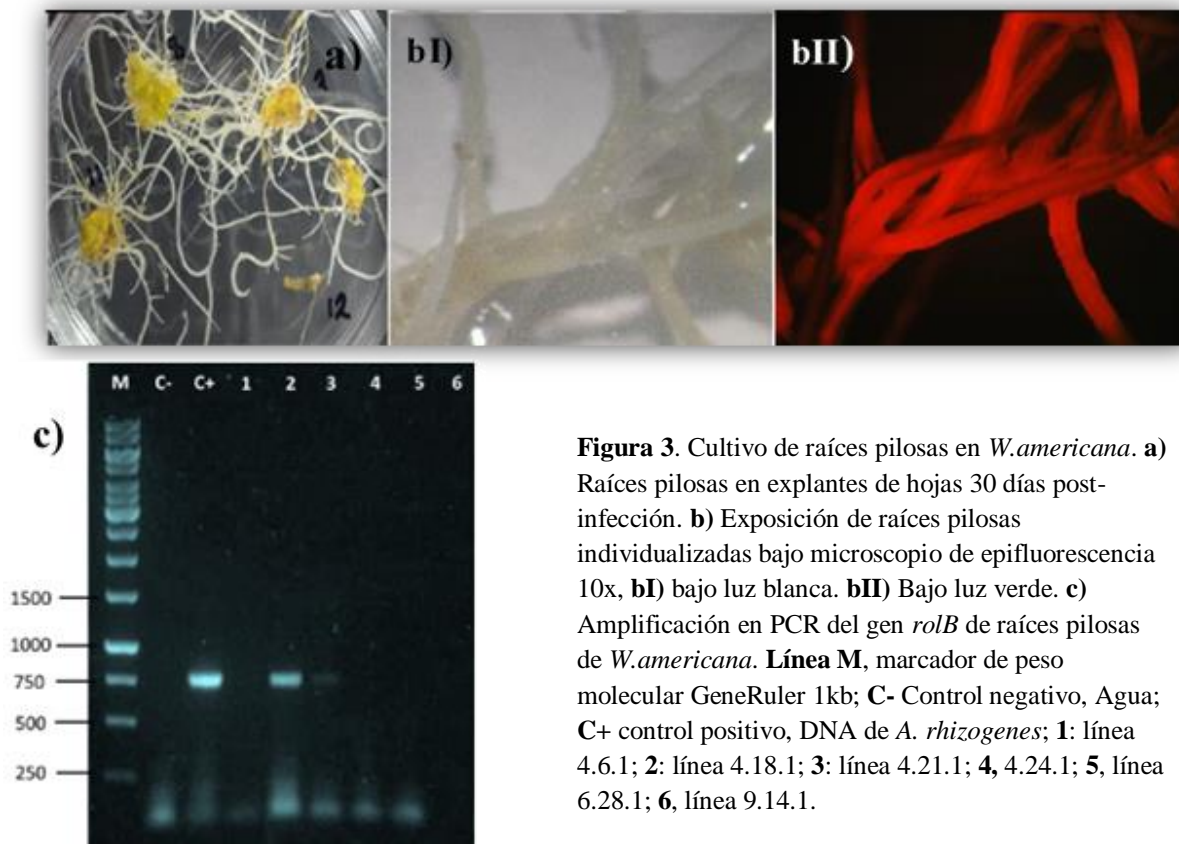 a)
bI)
bII)
12
c)
M C- C+ 1 2 3 4 5 6
1500
1000
750
500
250
Figura 3. Cultivo de raíces pilosas en W.americana. a)
Raíces pilosas en explantes de hojas 30 días post-
infección. b) Exposición de raíces pilosas
individualizadas bajo microscopio de epifluorescencia
10x, bI) bajo luz blanca. bII) Bajo luz verde. c)
Amplificación en PCR del gen rolB de raíces pilosas
de W.americana. Línea M, marcador de peso
molecular GeneRuler 1kb; C- Control negativo, Agua;
C+ control positivo, DNA de A. rhizogenes; 1: línea
4.6.1; 2: línea 4.18.1; 3: línea 4.21.1; 4, 4.24.1; 5, línea
6.28.1; 6, línea 9.14.1.